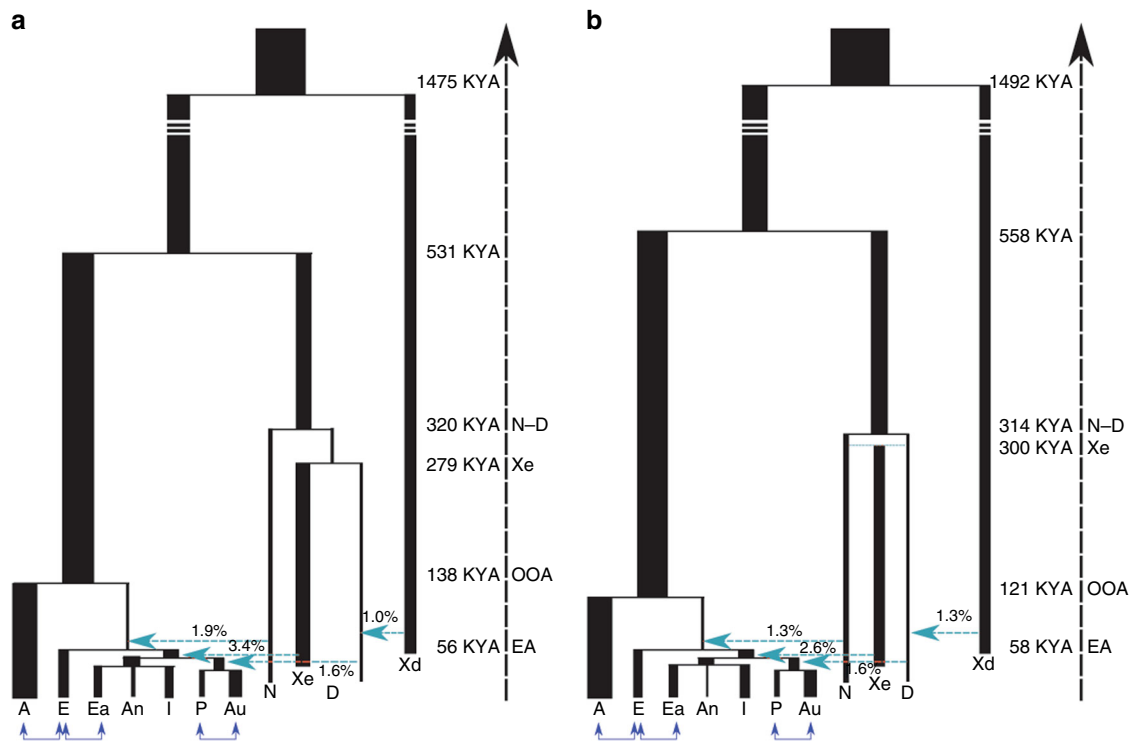 a
1475 KYA
531 KYA
320 KYA N–D
279 KYA Xe
138 KYA OOA
1.0%
1.9%
3.4%
56 KYA EA
1.6%
Xd
Xe
N D
A E Ea An I P Au
b
1492 KYA
558 KYA
314 KYA N–D
300 KYA Xe
121 KYA OOA
1.3% 1.3%
2.6%
58 KYA EA
1.6%
Xd
Xe
N D
A E Ea An I P Au